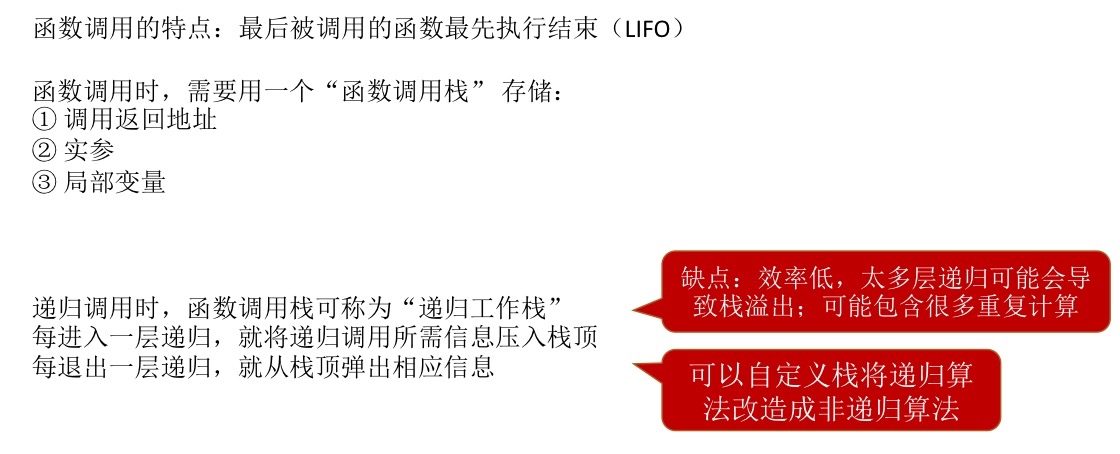 函数调用的特点：最后被调用的函数最先执行结束（LIFO）
函数调用时，需要用一个“函数调用栈” 存储：
① 调用返回地址
② 实参
③ 局部变量
递归调用时，函数调用栈可称为“递归工作栈”
每进入一层递归，就将递归调用所需信息压入栈顶
每退出一层递归，就从栈顶弹出相应信息
缺点：效率低，太多层递归可能会导
致栈溢出；可能包含很多重复计算
可以自定义栈将递归算
法改造成非递归算法